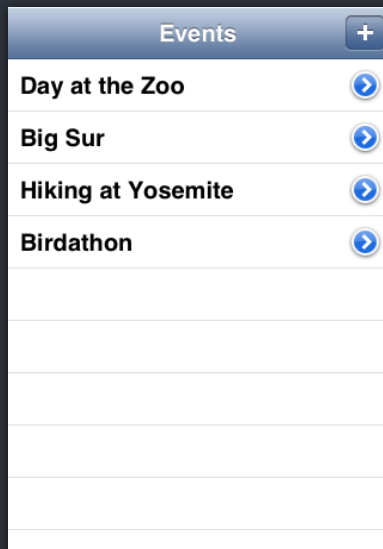 Events
+
Day at the Zoo
Big Sur
Hiking at Yosemite
Birdathon